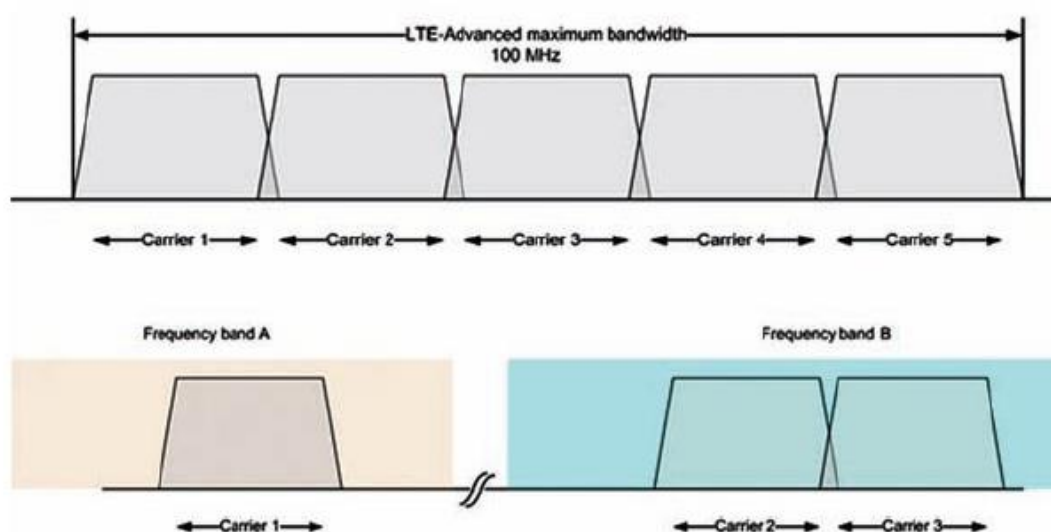 LTE-Advanced maximum bandwidth
100 MHz
Carrier 1
Carrier 2
Carrier 3
Carrier 4
Carrier 5
Frequency band A
Frequency band B
Carrier 1
Carrier 2
Carrier 3